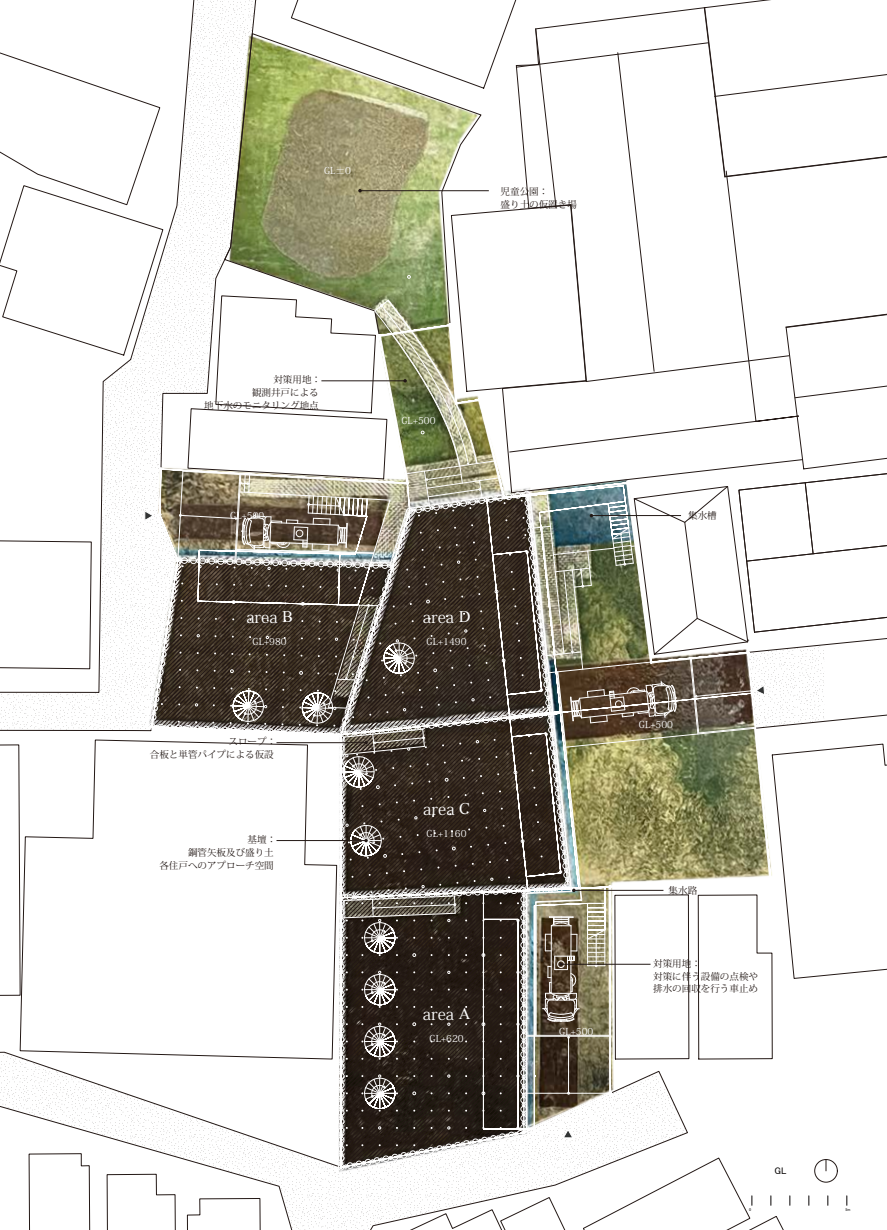 GL±0
児童公園：
盛り土の仮置き場
対策用地：
観測井戸による
地下水のモニタリング地点
GL+500
GL+500
集水槽
area B
GL+980
area D
GL+1490
GL+500
スロープ：
合板と単管パイプによる仮設
area C
GL+1160
基壇：
鋼管矢板及び盛り土
各住戸へのアプローチ空間
集水路
対策用地：
対策に伴う設備の点検や
排水の回収を行う車止め
area A
GL+620
GL+500
GL